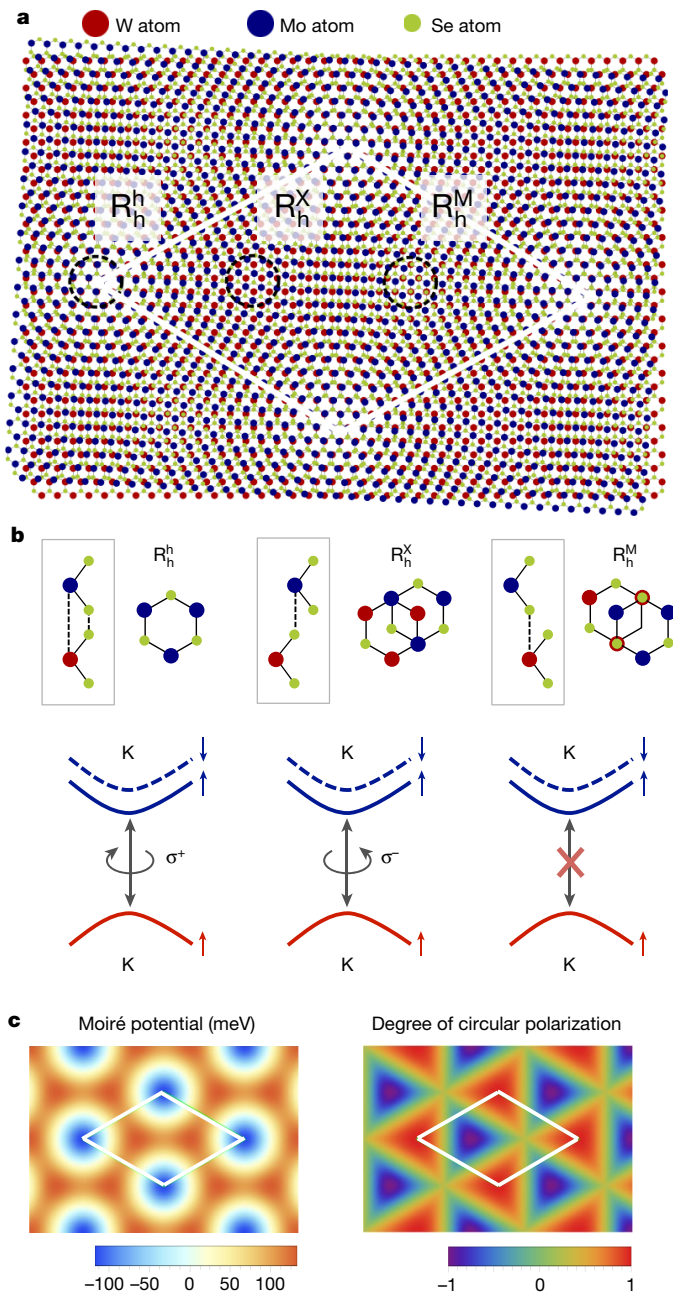 a
W atom Mo atom Se atom
R_h^h R_h^X R_h^M
b
R_h^h R_h^X R_h^M
K K K
σ+ σ−
K K K
c
Moiré potential (meV) Degree of circular polarization
−100 −50 0 50 100 −1 0 1